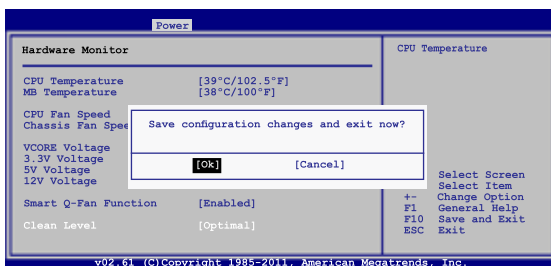 Power
Hardware Monitor
CPU Temperature
CPU Temperature [39°C/102.5°F]
MB Temperature [38°C/100°F]
CPU Fan Speed
Chassis Fan Spee
Save configuration changes and exit now?
[Ok] [Cancel]
VCORE Voltage
3.3V Voltage
5V Voltage
12V Voltage
Smart Q-Fan Function [Enabled]
Clean Level [Optimal]
Select Screen
Select Item
+- Change Option
F1 General Help
F10 Save and Exit
ESC Exit
v02.61 (C)Copyright 1985-2011, American Megatrends, Inc.